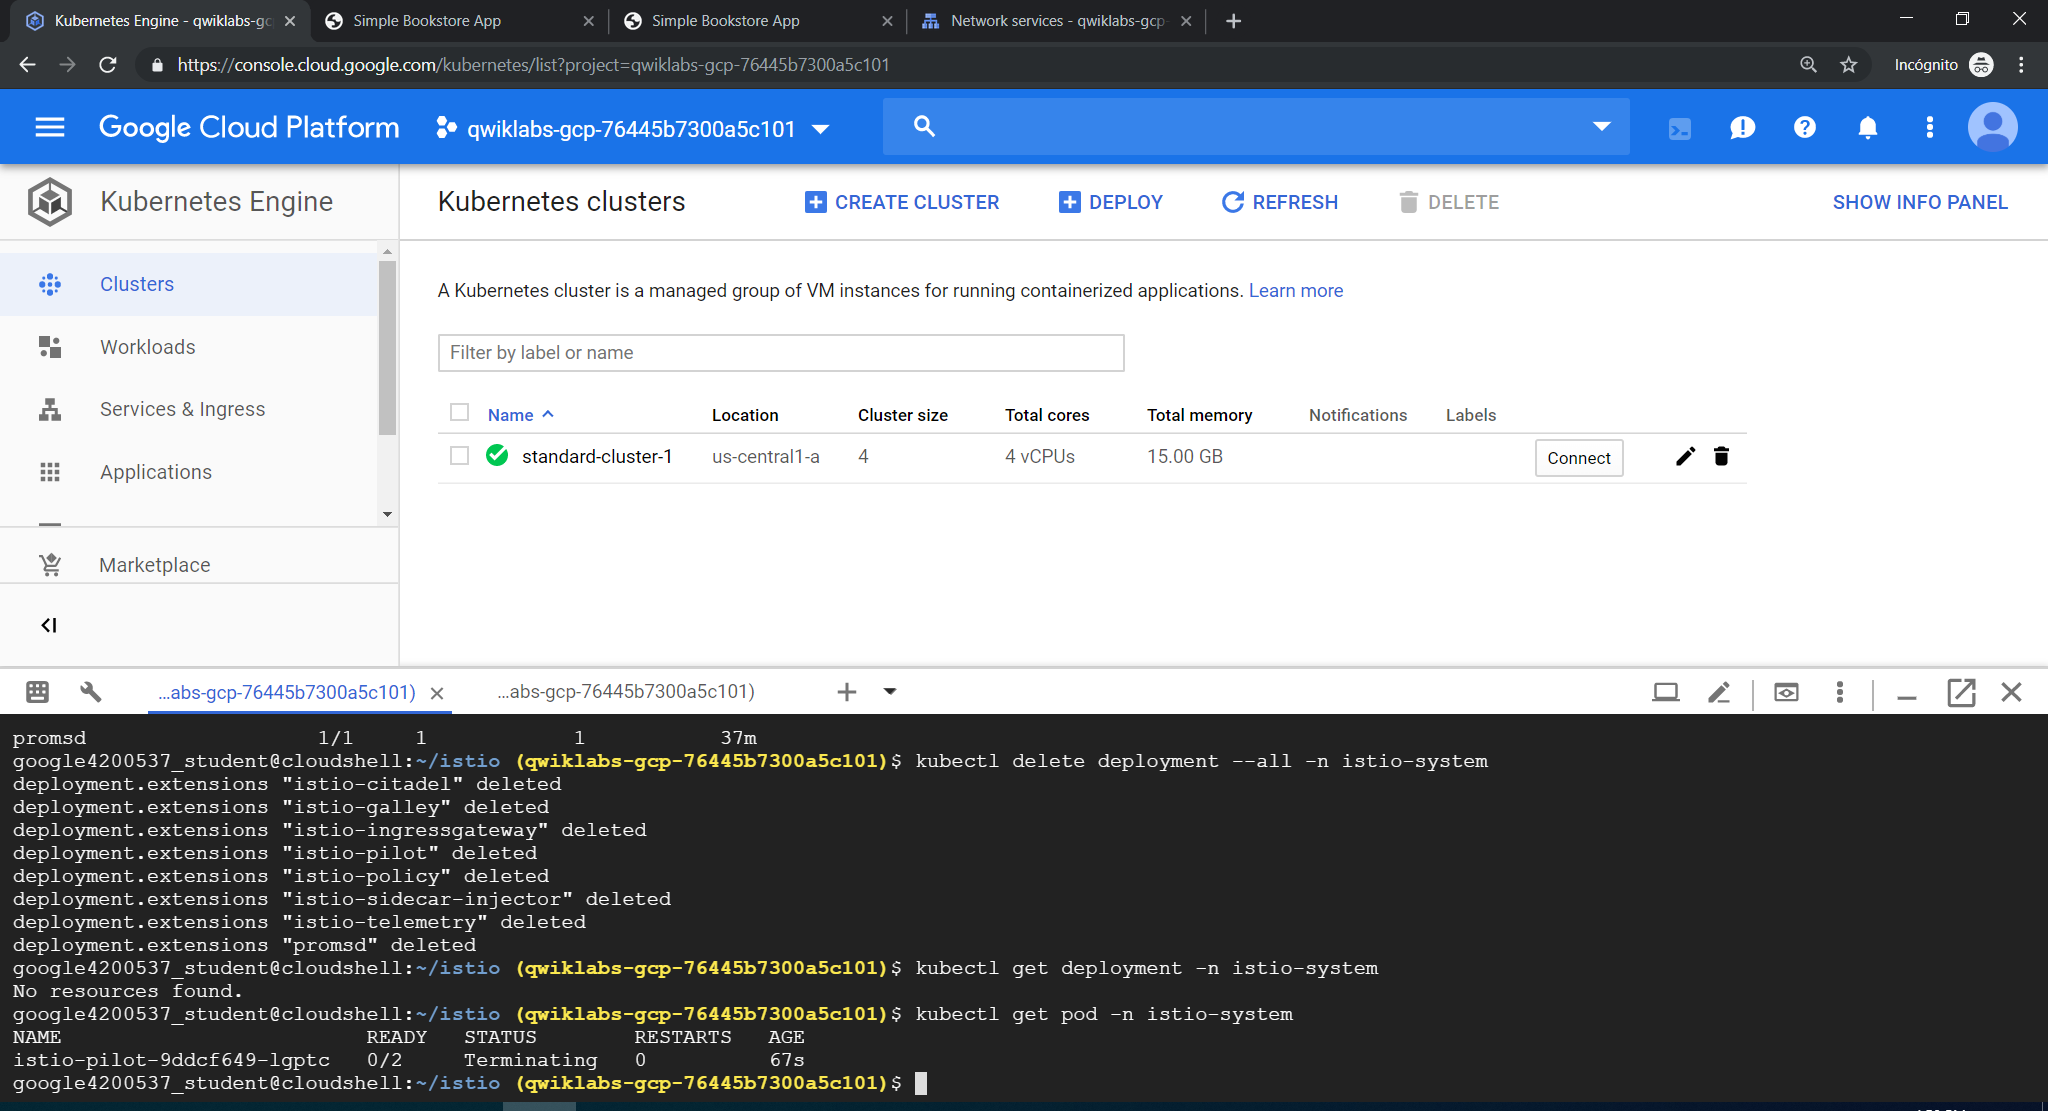 Kubernetes Engine - qwiklabs-gc
Simple Bookstore App
Simple Bookstore App
Network services - qwiklabs-gcp-
https://console.cloud.google.com/kubernetes/list?project=qwiklabs-gcp-76445b7300a5c101
Incógnito
Google Cloud Platform
qwiklabs-gcp-76445b7300a5c101
Kubernetes Engine
Kubernetes clusters
CREATE CLUSTER
DEPLOY
REFRESH
DELETE
SHOW INFO PANEL
Clusters
Workloads
Services & Ingress
Applications
Marketplace
A Kubernetes cluster is a managed group of VM instances for running containerized applications. Learn more
Filter by label or name
Name Location Cluster size Total cores Total memory Notifications Labels
standard-cluster-1 us-central1-a 4 4 vCPUs 15.00 GB Connect
...abs-gcp-76445b7300a5c101)
...abs-gcp-76445b7300a5c101)
promsd 1/1 1 1 37m
google4200537_student@cloudshell:~/istio (qwiklabs-gcp-76445b7300a5c101)$ kubectl delete deployment --all -n istio-system
deployment.extensions "istio-citadel" deleted
deployment.extensions "istio-galley" deleted
deployment.extensions "istio-ingressgateway" deleted
deployment.extensions "istio-pilot" deleted
deployment.extensions "istio-policy" deleted
deployment.extensions "istio-sidecar-injector" deleted
deployment.extensions "istio-telemetry" deleted
deployment.extensions "promsd" deleted
google4200537_student@cloudshell:~/istio (qwiklabs-gcp-76445b7300a5c101)$ kubectl get deployment -n istio-system
No resources found.
google4200537_student@cloudshell:~/istio (qwiklabs-gcp-76445b7300a5c101)$ kubectl get pod -n istio-system
NAME READY STATUS RESTARTS AGE
istio-pilot-9ddcf649-lgptc 0/2 Terminating 0 67s
google4200537_student@cloudshell:~/istio (qwiklabs-gcp-76445b7300a5c101)$